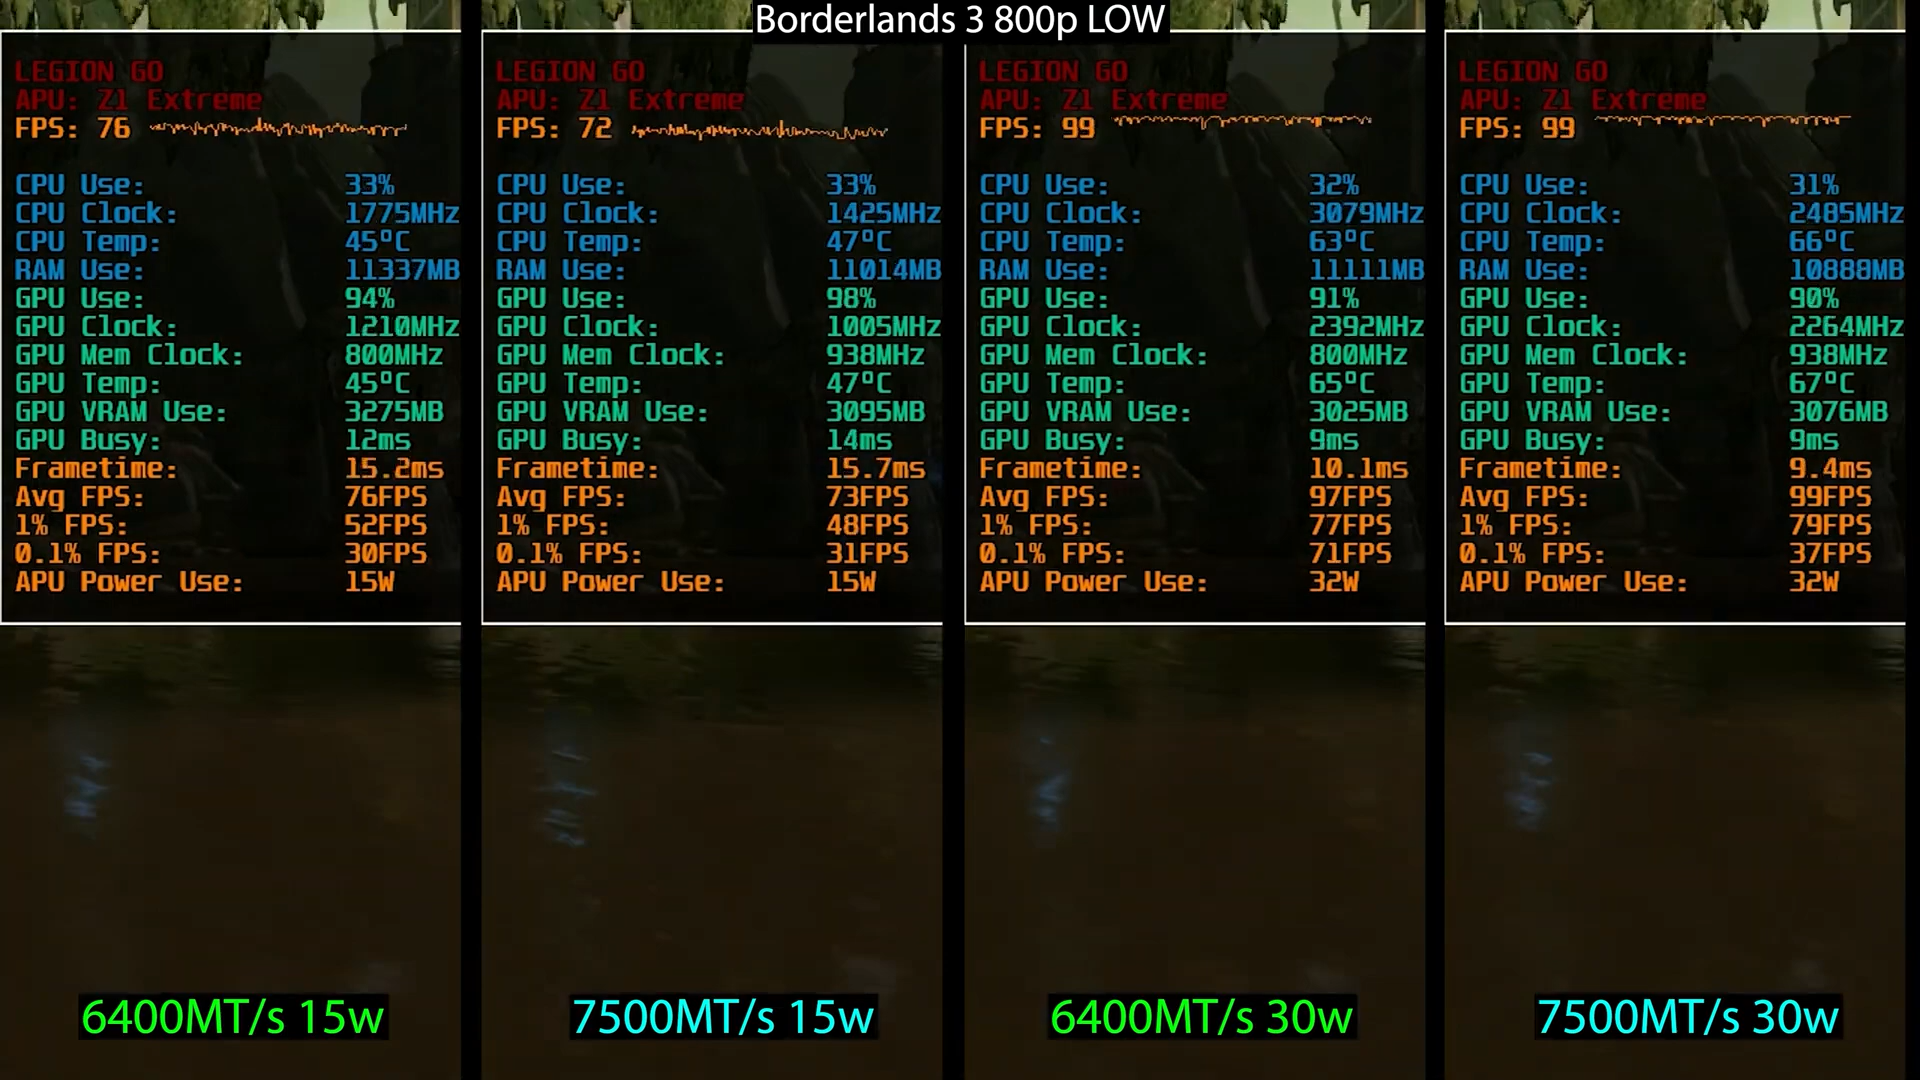 Borderlands 3 800p LOW
LEGION GO
APU: Z1 Extreme
FPS: 76
CPU Use: 33%
CPU Clock: 1775MHz
CPU Temp: 45°C
RAM Use: 11337MB
GPU Use: 94%
GPU Clock: 1210MHz
GPU Mem Clock: 800MHz
GPU Temp: 45°C
GPU VRAM Use: 3275MB
GPU Busy: 12ms
Frametime: 15.2ms
Avg FPS: 76FPS
1% FPS: 52FPS
0.1% FPS: 30FPS
APU Power Use: 15W
6400MT/s 15w
LEGION GO
APU: Z1 Extreme
FPS: 72
CPU Use: 33%
CPU Clock: 1425MHz
CPU Temp: 47°C
RAM Use: 11014MB
GPU Use: 98%
GPU Clock: 1005MHz
GPU Mem Clock: 938MHz
GPU Temp: 47°C
GPU VRAM Use: 3095MB
GPU Busy: 14ms
Frametime: 15.7ms
Avg FPS: 73FPS
1% FPS: 48FPS
0.1% FPS: 31FPS
APU Power Use: 15W
7500MT/s 15w
LEGION GO
APU: Z1 Extreme
FPS: 99
CPU Use: 32%
CPU Clock: 3079MHz
CPU Temp: 63°C
RAM Use: 11111MB
GPU Use: 91%
GPU Clock: 2392MHz
GPU Mem Clock: 800MHz
GPU Temp: 65°C
GPU VRAM Use: 3025MB
GPU Busy: 9ms
Frametime: 10.1ms
Avg FPS: 97FPS
1% FPS: 77FPS
0.1% FPS: 71FPS
APU Power Use: 32W
6400MT/s 30w
LEGION GO
APU: Z1 Extreme
FPS: 99
CPU Use: 31%
CPU Clock: 2485MHz
CPU Temp: 66°C
RAM Use: 10888MB
GPU Use: 90%
GPU Clock: 2264MHz
GPU Mem Clock: 938MHz
GPU Temp: 67°C
GPU VRAM Use: 3076MB
GPU Busy: 9ms
Frametime: 9.4ms
Avg FPS: 99FPS
1% FPS: 79FPS
0.1% FPS: 37FPS
APU Power Use: 32W
7500MT/s 30w